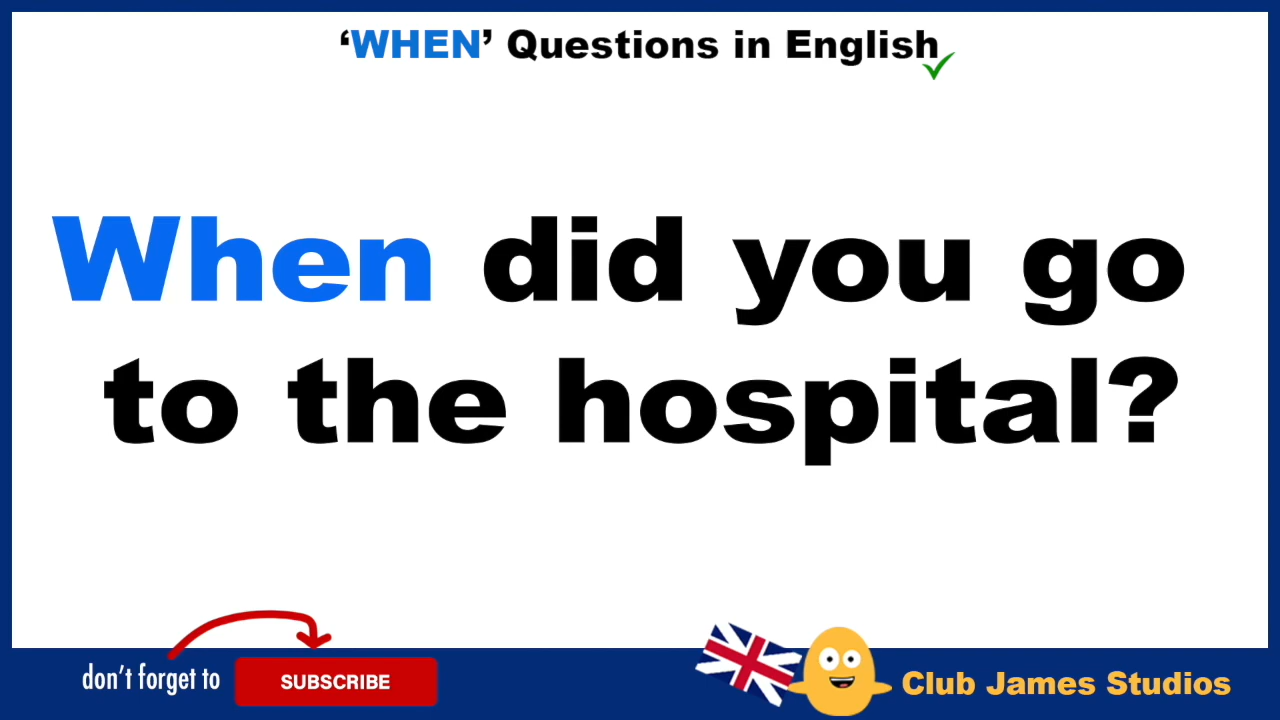 ‘WHEN’ Questions in English
When did you go
to the hospital?
don't forget to
SUBSCRIBE
Club James Studios